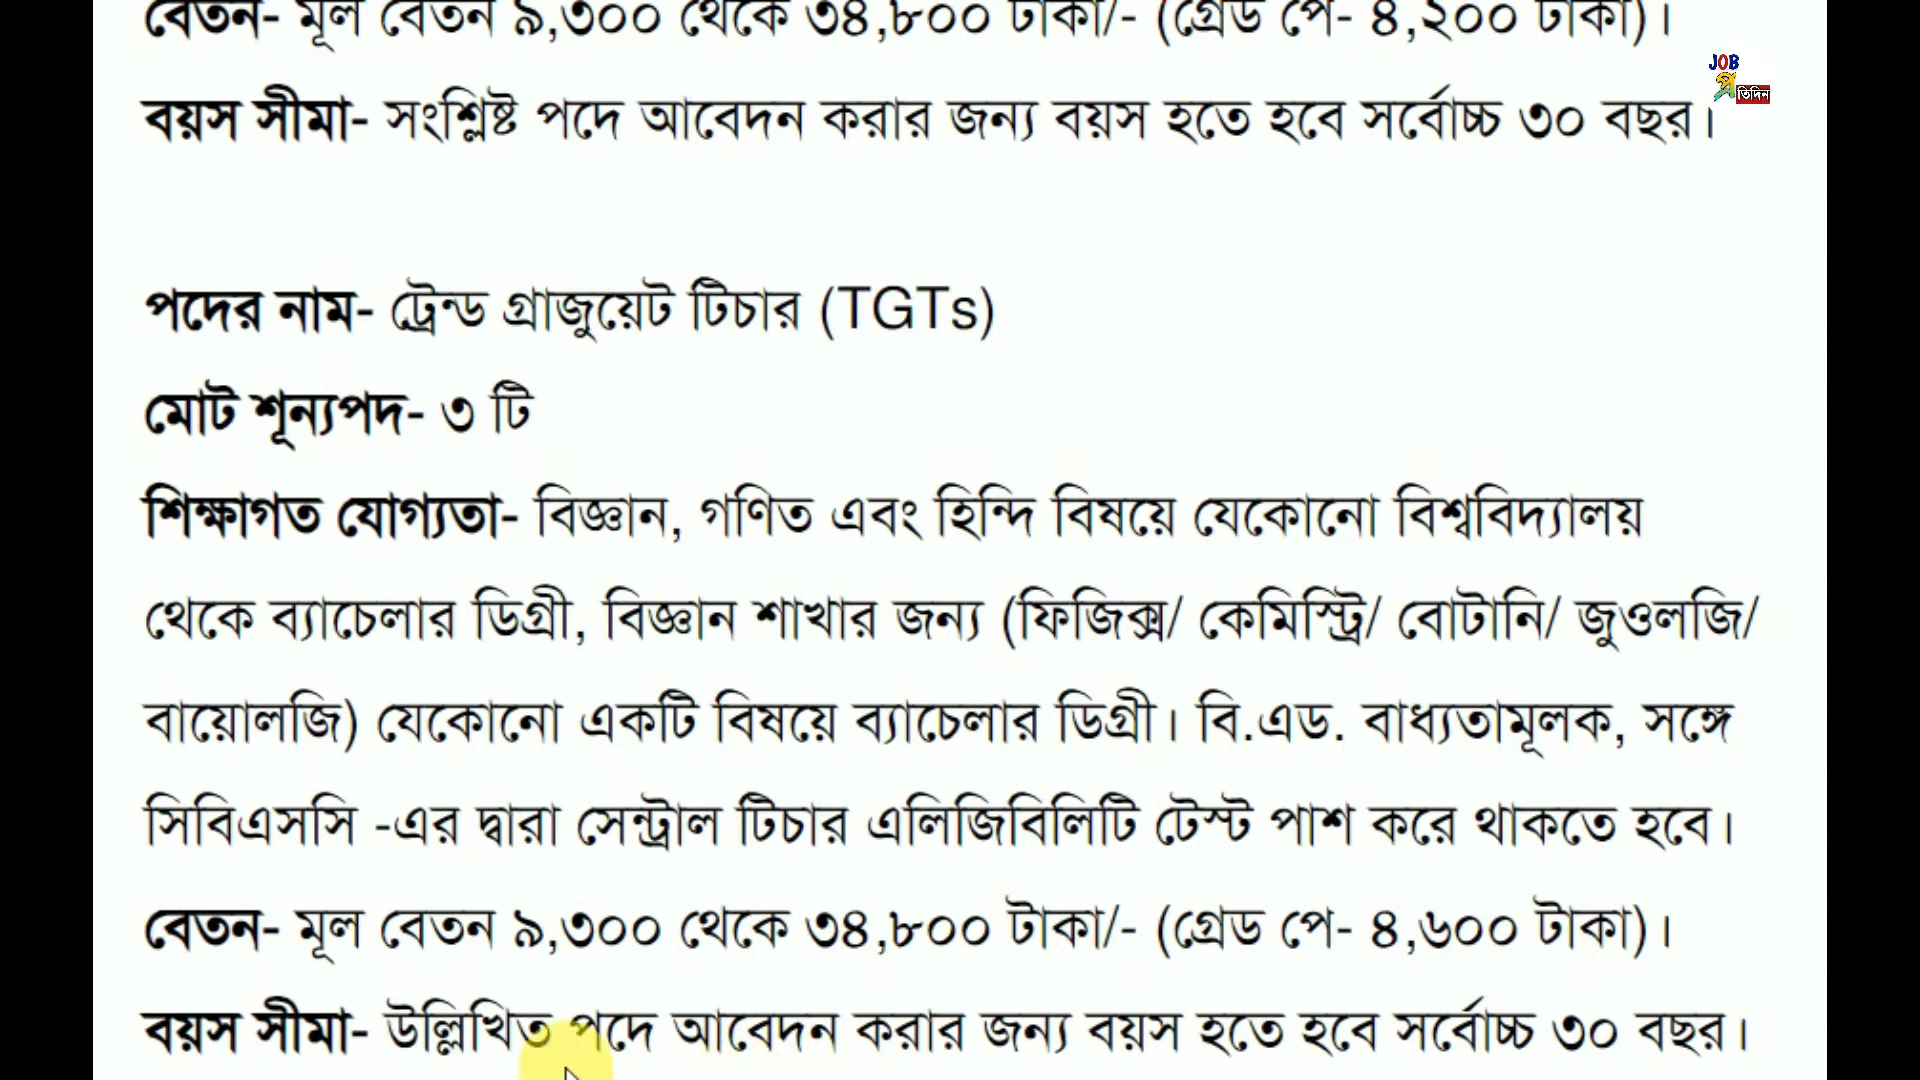 বেতন- মূল বেতন ৯,৩০০ থেকে ৩৪,৮০০ টাকা/- (গ্রেড পে- ৪,২০০ টাকা)।
JOB
প্রতিদিন
বয়স সীমা- সংশ্লিষ্ট পদে আবেদন করার জন্য বয়স হতে হবে সর্বোচ্চ ৩০ বছর।
পদের নাম- ট্রেন্ড গ্রাজুয়েট টিচার (TGTs)
মোট শূন্যপদ- ৩ টি
শিক্ষাগত যোগ্যতা- বিজ্ঞান, গণিত এবং হিন্দি বিষয়ে যেকোনো বিশ্ববিদ্যালয়
থেকে ব্যাচেলার ডিগ্রী, বিজ্ঞান শাখার জন্য (ফিজিক্স/ কেমিস্ট্রি/ বোটানি/ জুওলজি/
বায়োলজি) যেকোনো একটি বিষয়ে ব্যাচেলার ডিগ্রী। বি.এড. বাধ্যতামূলক, সঙ্গে
সিবিএসসি -এর দ্বারা সেন্ট্রাল টিচার এলিজিবিলিটি টেস্ট পাশ করে থাকতে হবে।
বেতন- মূল বেতন ৯,৩০০ থেকে ৩৪,৮০০ টাকা/- (গ্রেড পে- ৪,৬০০ টাকা)।
বয়স সীমা- উল্লিখিত পদে আবেদন করার জন্য বয়স হতে হবে সর্বোচ্চ ৩০ বছর।